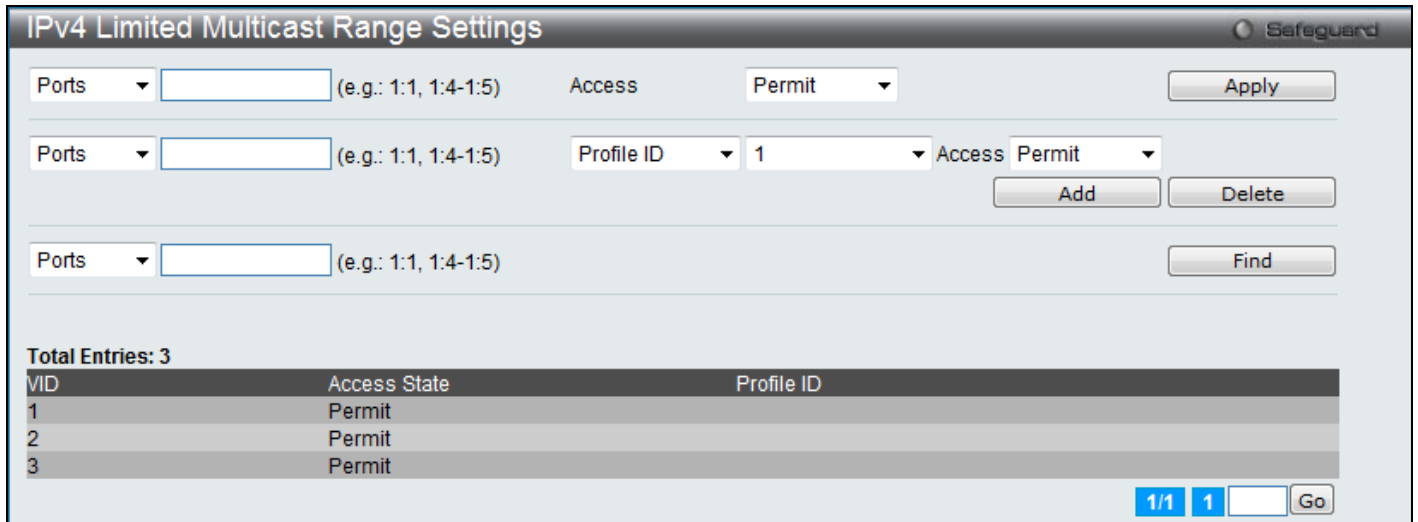 IPv4 Limited Multicast Range Settings Safeguard
Ports (e.g.: 1:1, 1:4-1:5) Access Permit Apply
Ports (e.g.: 1:1, 1:4-1:5) Profile ID 1 Access Permit
Add Delete
Ports (e.g.: 1:1, 1:4-1:5) Find
Total Entries: 3
VID Access State Profile ID
1 Permit
2 Permit
3 Permit
1/1 1 Go